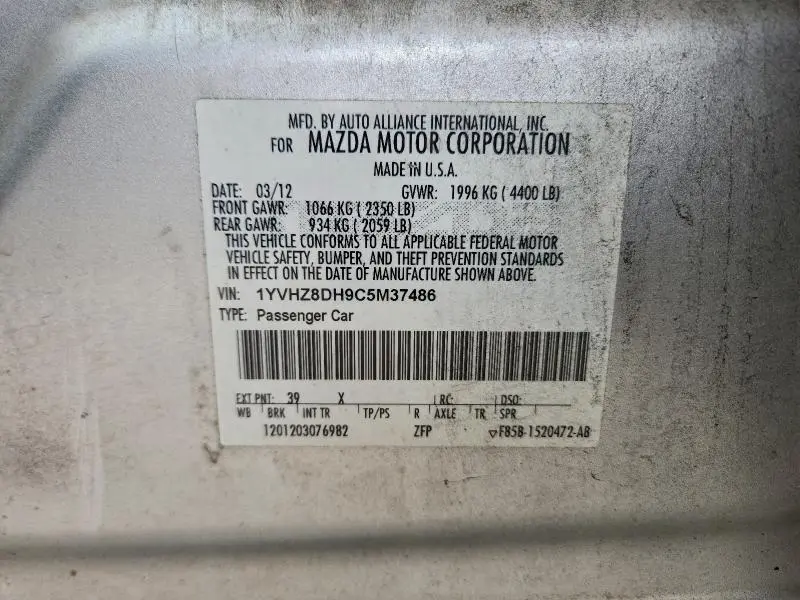 MFD. BY AUTO ALLIANCE INTERNATIONAL, INC.
FOR MAZDA MOTOR CORPORATION
MADE IN U.S.A.
DATE: 03/12 GVWR: 1996 KG ( 4400 LB)
FRONT GAWR: 1066 KG ( 2350 LB)
REAR GAWR: 934 KG ( 2059 LB)
THIS VEHICLE CONFORMS TO ALL APPLICABLE FEDERAL MOTOR
VEHICLE SAFETY, BUMPER, AND THEFT PREVENTION STANDARDS
IN EFFECT ON THE DATE OF MANUFACTURE SHOWN ABOVE.
VIN: 1YVHZ8DH9C5M37486
TYPE: Passenger Car
EXT PNT: 39 X RC: DSO:
WB BRK INT TR TP/PS R AXLE TR SPR
1201203076982 ZFP ▽F85B-1520472-AB